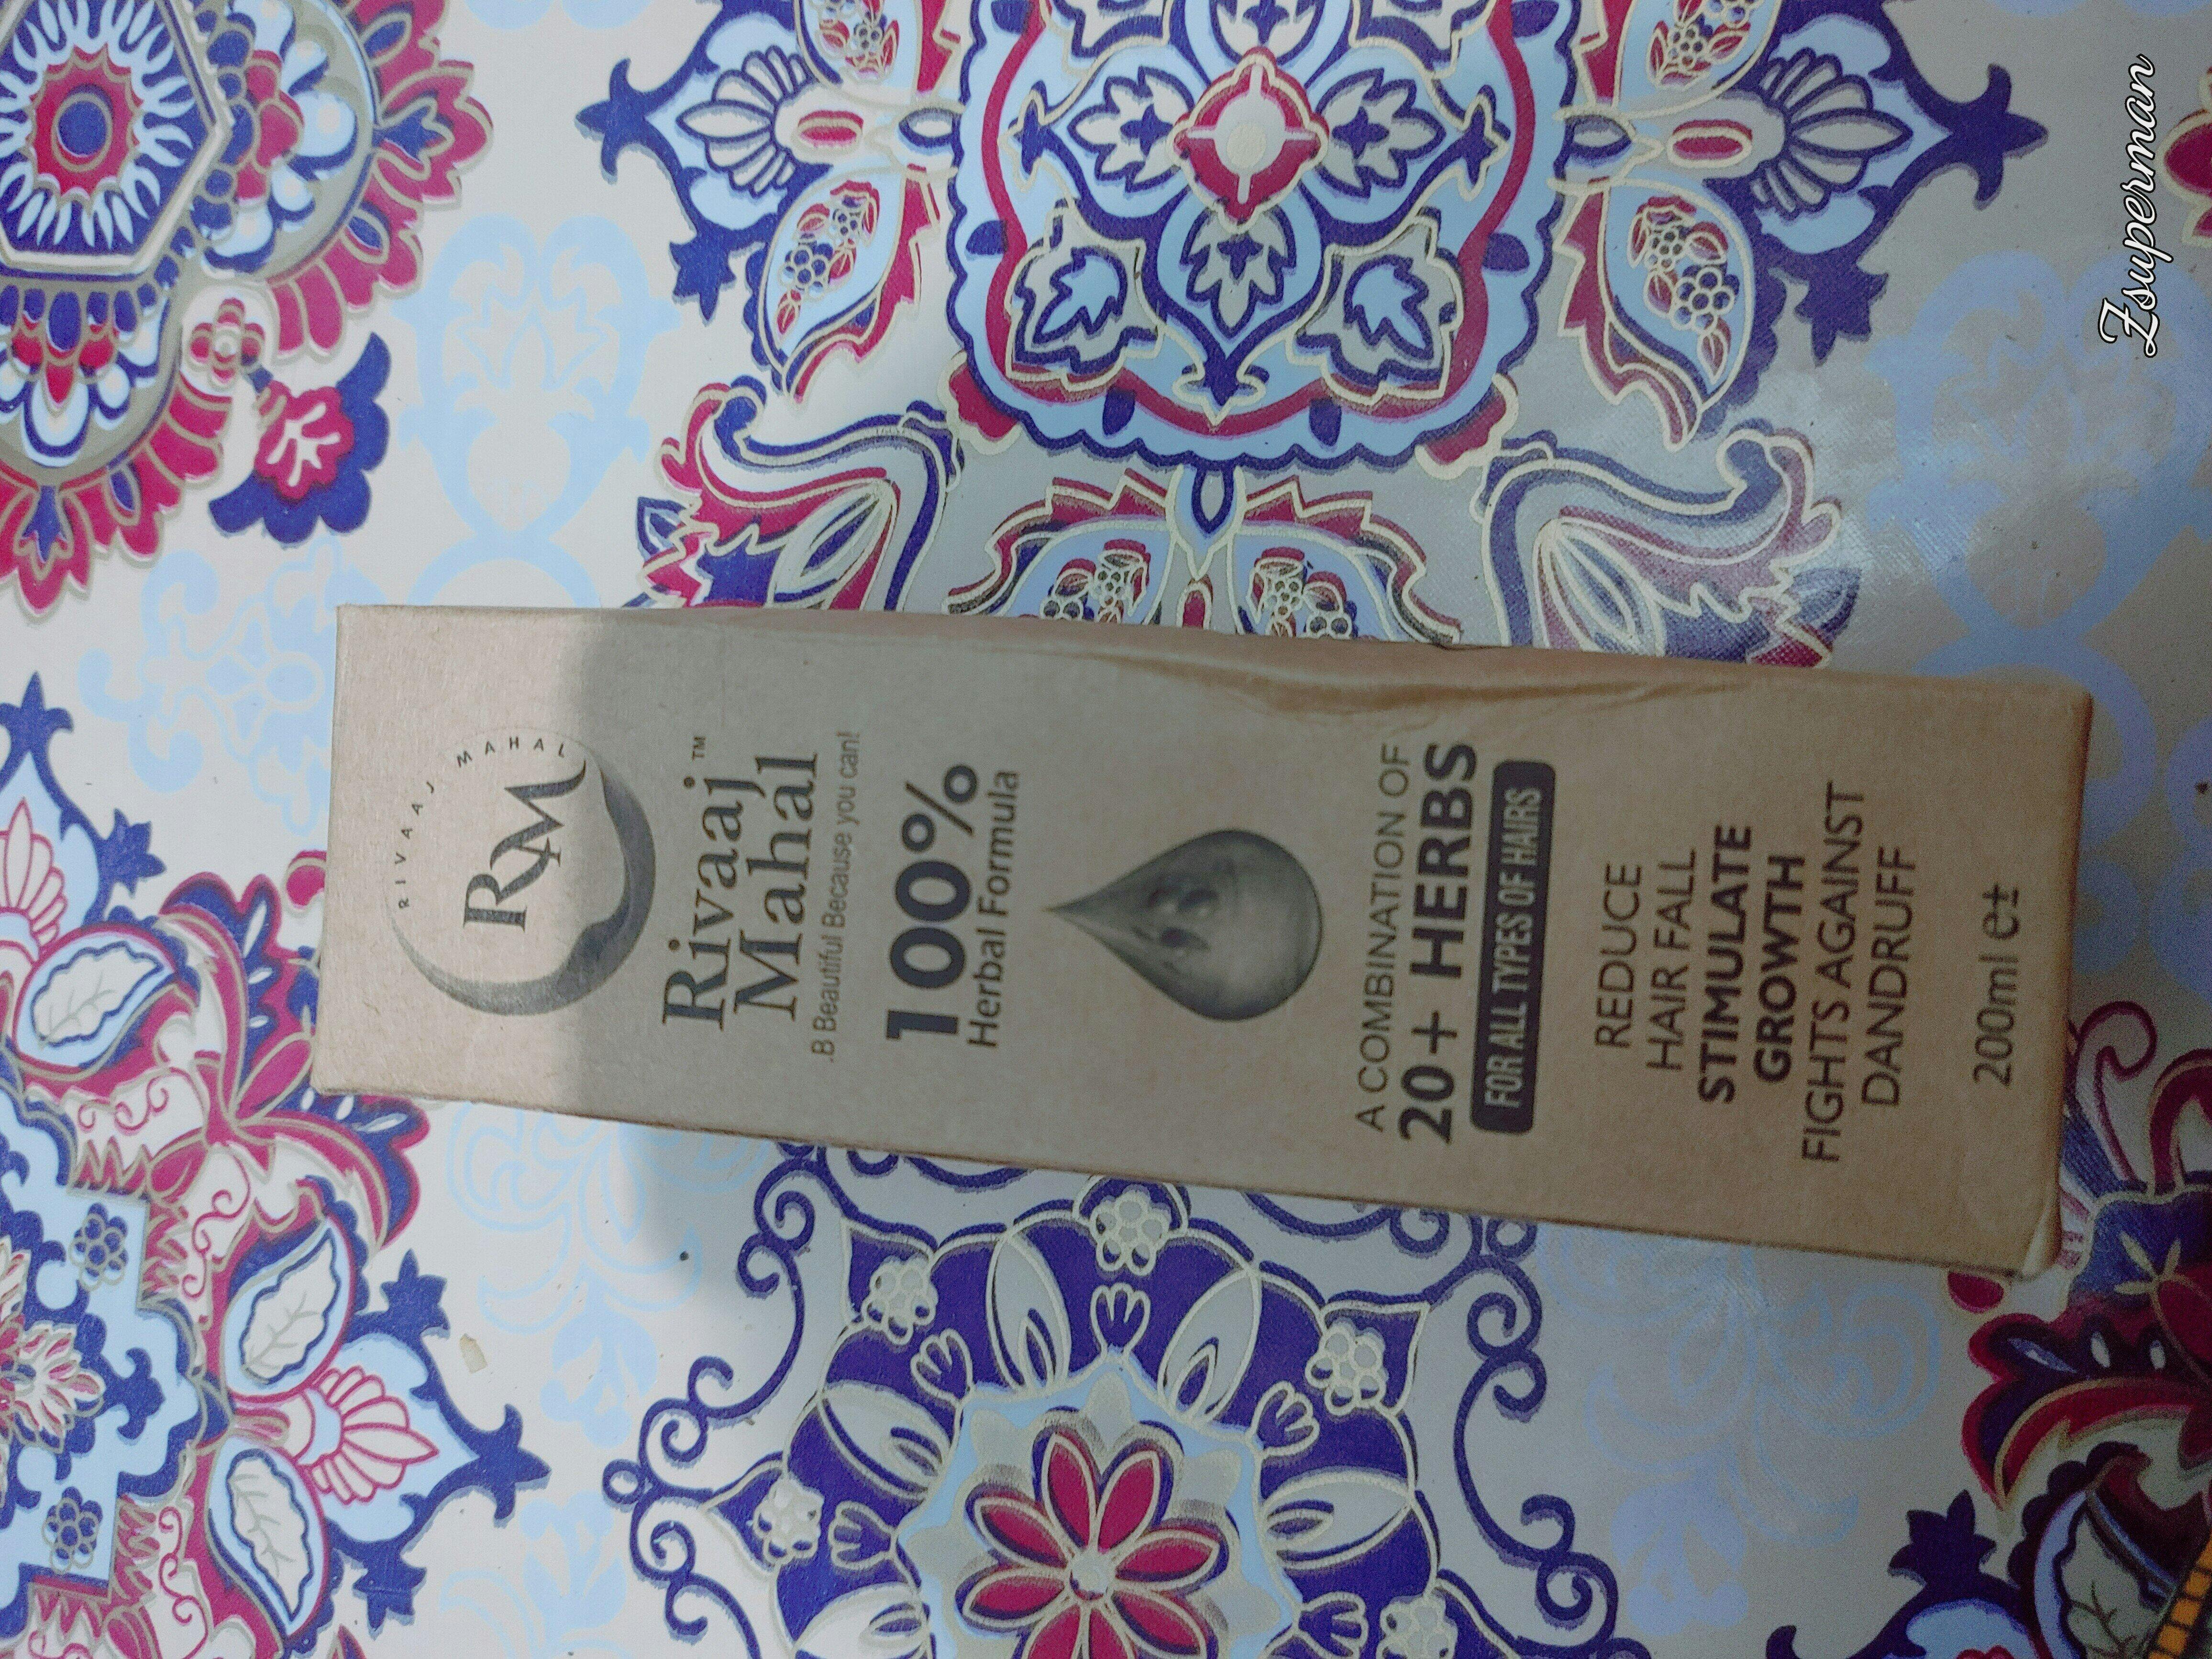 RIVAAJ MAHAL
RM
Rivaaj
Mahal™
.B Beautiful Because you can!
100%
Herbal Formula
A COMBINATION OF
20+ HERBS
FOR ALL TYPES OF HAIRS
REDUCE
HAIR FALL
STIMULATE
GROWTH
FIGHTS AGAINST
DANDRUFF
200ml e±
Zsuperman